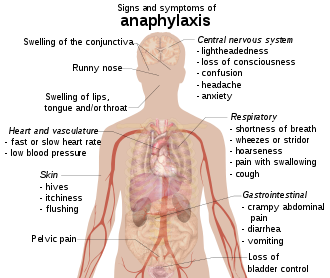 Signs and symptoms of
anaphylaxis
Swelling of the conjunctiva
Runny nose
Swelling of lips,
tongue and/or throat
Heart and vasculature
- fast or slow heart rate
- low blood pressure
Skin
- hives
- itchiness
- flushing
Pelvic pain
Central nervous system
- lightheadedness
- loss of consciousness
- confusion
- headache
- anxiety
Respiratory
- shortness of breath
- wheezes or stridor
- hoarseness
- pain with swallowing
- cough
Gastrointestinal
- crampy abdominal
pain
- diarrhea
- vomiting
Loss of
bladder control